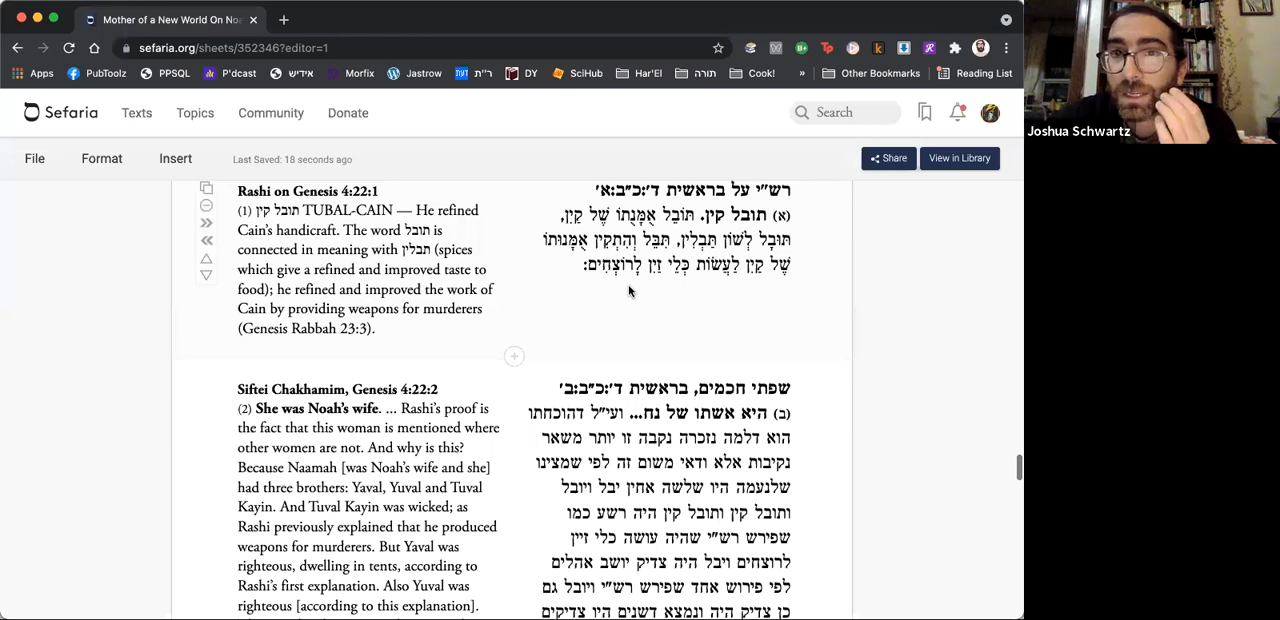 Mother of a New World On Noa
sefaria.org/sheets/352346?editor=1
Apps PubToolz PPSQL P'dcast אידיש Morfix Jastrow ר״ת DY SciHub Har'El תורה Cook! » Other Bookmarks Reading List
Sefaria Texts Topics Community Donate Search
File Format Insert Last Saved: 18 seconds ago Share View in Library
Joshua Schwartz
Rashi on Genesis 4:22:1
(1) תובל קין TUBAL-CAIN — He refined
Cain's handicraft. The word תובל is
connected in meaning with תבלין (spices
which give a refined and improved taste to
food); he refined and improved the work of
Cain by providing weapons for murderers
(Genesis Rabbah 23:3).
רש״י על בראשית ד׳:כ״ב:א׳
(א) תובל קין. תּוֹבֵל אֻמָּנֻתוֹ שֶׁל קַיִן,
תּוּבָל לְשׁוֹן תַּבְלִין, תִּבֵּל וְהִתְקִין אֻמָּנוּתוֹ
שֶׁל קַיִן לַעֲשׂוֹת כְּלֵי זַיִן לָרוֹצְחִים:
Siftei Chakhamim, Genesis 4:22:2
(2) She was Noah's wife. ... Rashi's proof is
the fact that this woman is mentioned where
other women are not. And why is this?
Because Naamah [was Noah's wife and she]
had three brothers: Yaval, Yuval and Tuval
Kayin. And Tuval Kayin was wicked; as
Rashi previously explained that he produced
weapons for murderers. But Yaval was
righteous, dwelling in tents, according to
Rashi's first explanation. Also Yuval was
righteous [according to this explanation].
שפתי חכמים, בראשית ד׳:כ״ב:ב׳
(ב) היא אשתו של נח... ועי״ל דהוכחתו
הוא דלמה נזכרה נקבה זו יותר משאר
נקיבות אלא ודאי משום זה לפי שמצינו
שלנעמה היו שלשה אחין יבל ויובל
ותובל קין ותובל קין היה רשע כמו
שפירש רש״י שהיה עושה כלי זיין
לרוצחים ויבל היה צדיק יושב אהלים
לפי פירוש אחד שפירש רש״י ויובל גם
כן צדיק היה ונמצא דשנים היו צדיקים